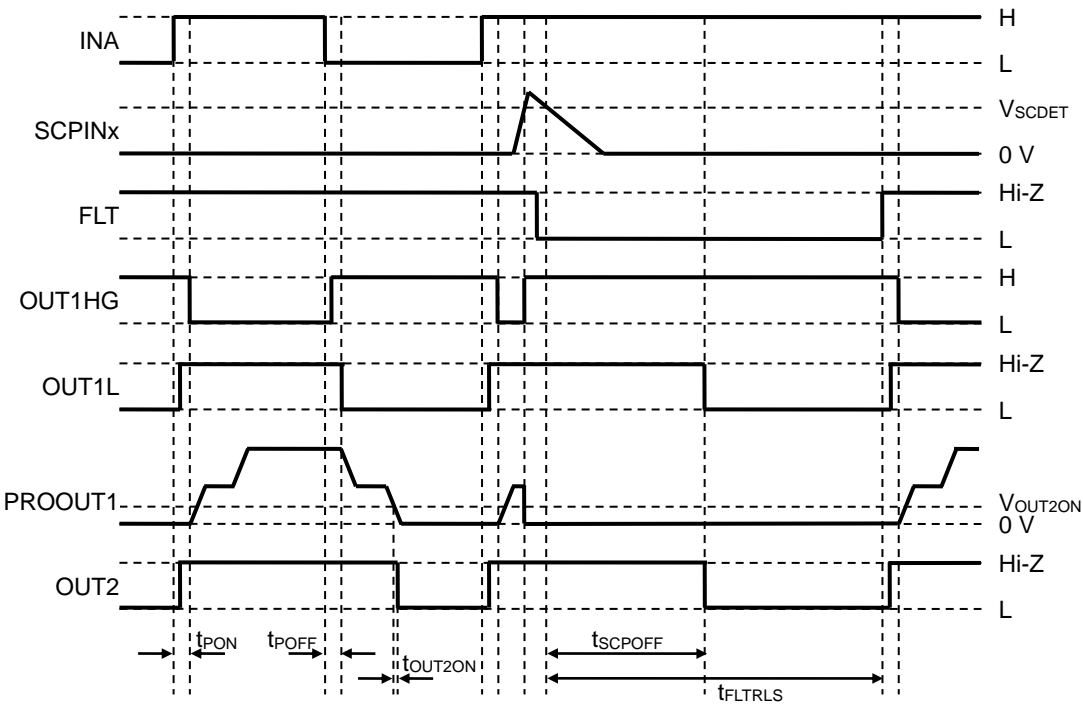 INA
H
L
SCPINx
VSCDET
0 V
FLT
Hi-Z
L
OUT1HG
H
L
OUT1L
Hi-Z
L
PROOUT1
VOUT2ON
0 V
OUT2
Hi-Z
L
tPON
tPOFF
tOUT2ON
tSCPOFF
tFLTRLS